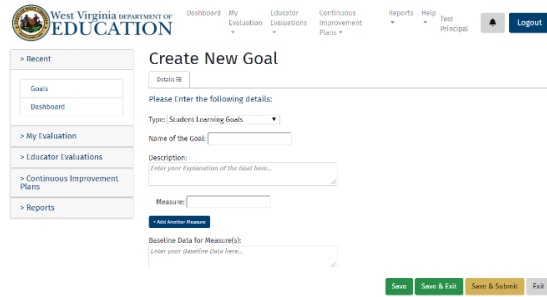 West Virginia DEPARTMENT OF
EDUCATION
Dashboard
My Evaluation
Educator Evaluations
Continuous Improvement Plans
Reports
Help
Test Principal
Logout
> Recent
Goals
Dashboard
> My Evaluation
> Educator Evaluations
> Continuous Improvement
Plans
> Reports
Create New Goal
Details
Please Enter the following details:
Type: Student Learning Goals
Name of the Goal:
Description:
Enter your Explanation of the Goal here...
Measure:
+ Add Another Measure
Baseline Data for Measure(s):
Enter your Baseline Data here...
Save
Save & Exit
Save & Submit
Exit